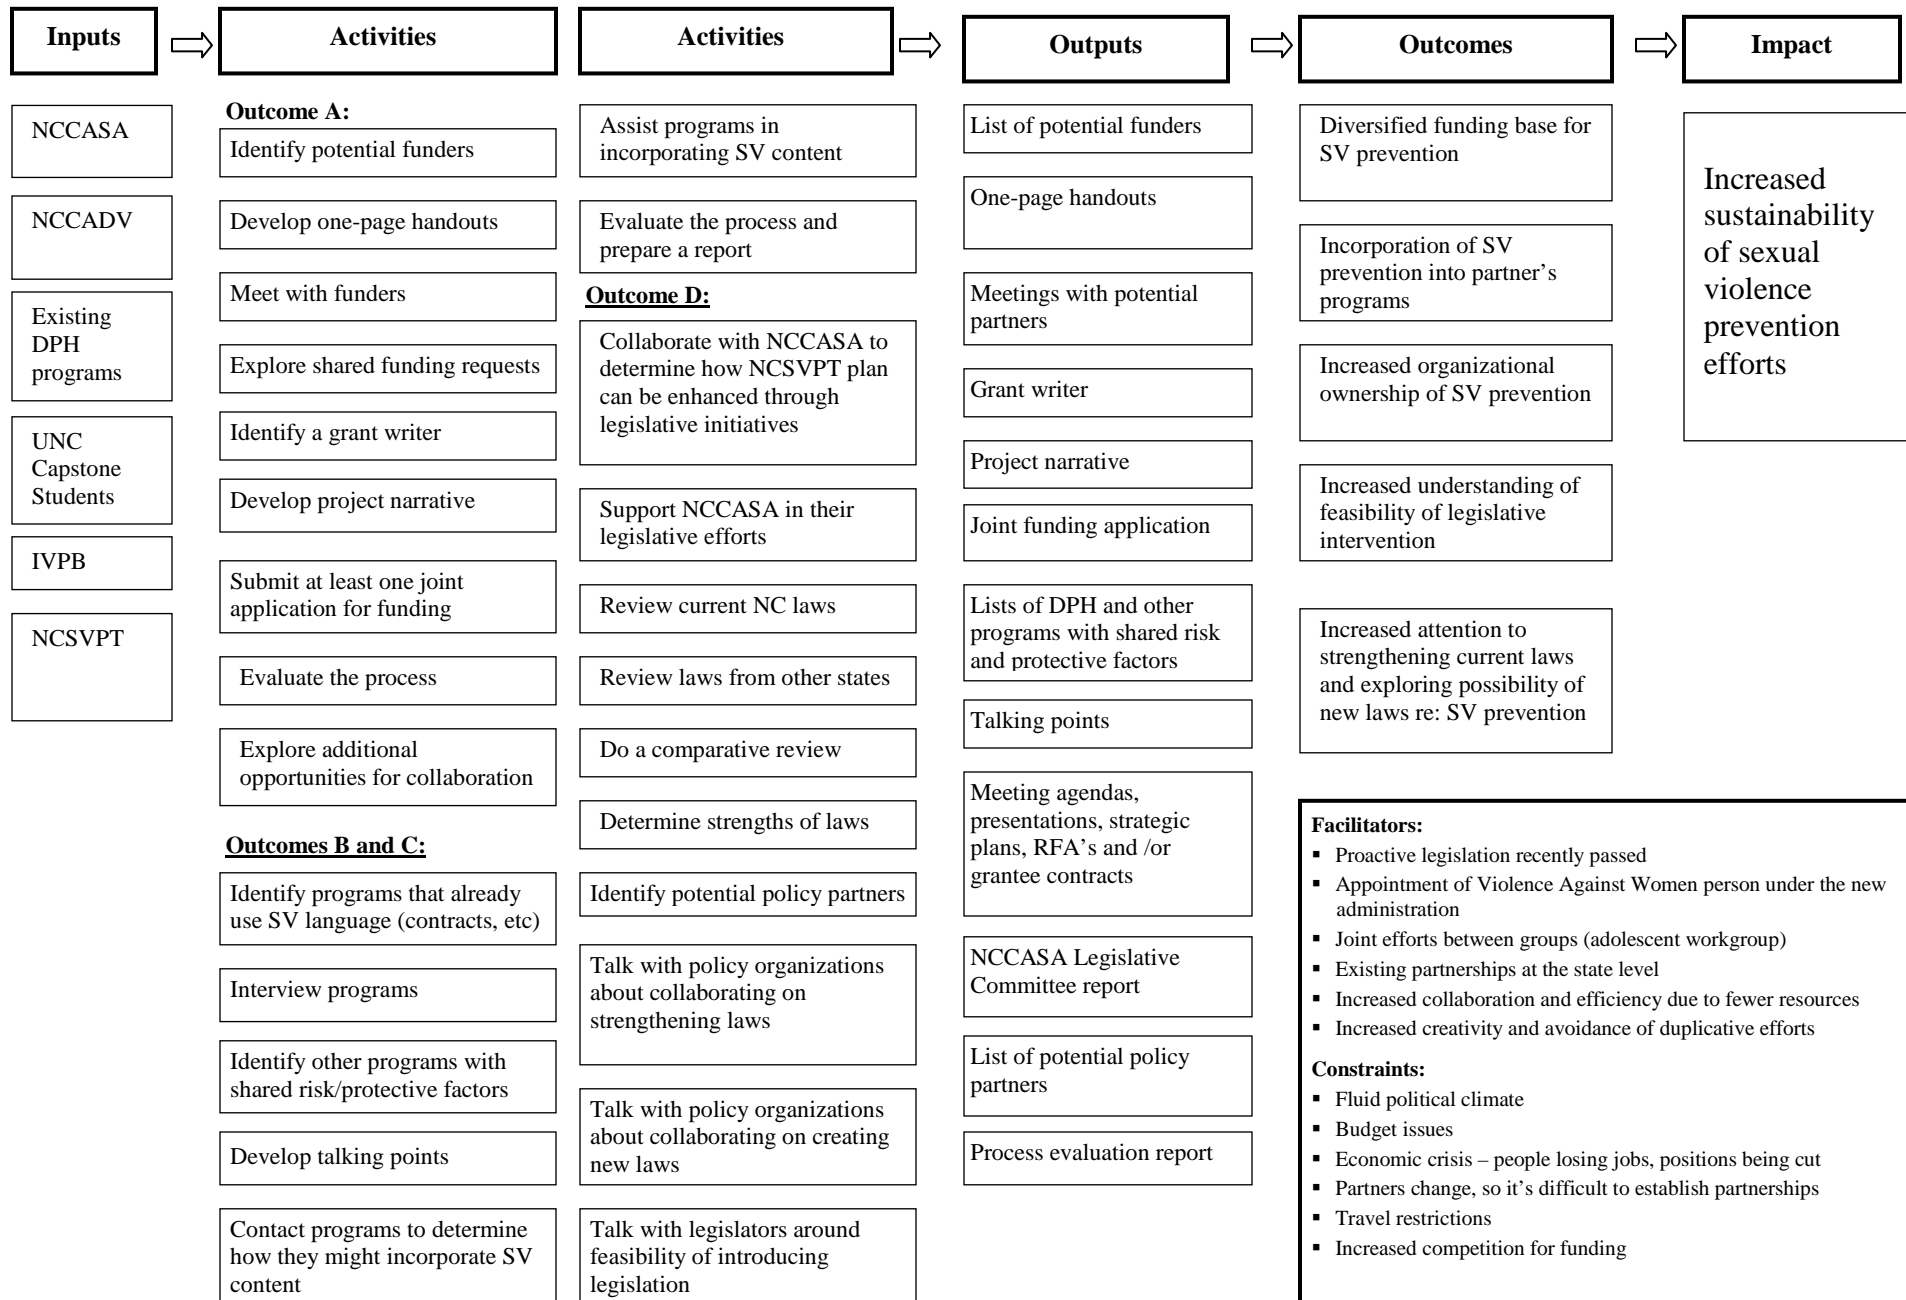 Inputs
Activities
Activities
Outputs
Outcomes
Impact
NCCASA
NCCADV
Existing
DPH
programs
UNC
Capstone
Students
IVPB
NCSVPT
Outcome A:
Identify potential funders
Develop one-page handouts
Meet with funders
Explore shared funding requests
Identify a grant writer
Develop project narrative
Submit at least one joint
application for funding
Evaluate the process
Explore additional
opportunities for collaboration
Outcomes B and C:
Identify programs that already
use SV language (contracts, etc)
Interview programs
Identify other programs with
shared risk/protective factors
Develop talking points
Contact programs to determine
how they might incorporate SV
content
Assist programs in
incorporating SV content
Evaluate the process and
prepare a report
Outcome D:
Collaborate with NCCASA to
determine how NCSVPT plan
can be enhanced through
legislative initiatives
Support NCCASA in their
legislative efforts
Review current NC laws
Review laws from other states
Do a comparative review
Determine strengths of laws
Identify potential policy partners
Talk with policy organizations
about collaborating on
strengthening laws
Talk with policy organizations
about collaborating on creating
new laws
Talk with legislators around
feasibility of introducing
legislation
List of potential funders
One-page handouts
Meetings with potential
partners
Grant writer
Project narrative
Joint funding application
Lists of DPH and other
programs with shared risk
and protective factors
Talking points
Meeting agendas,
presentations, strategic
plans, RFA's and /or
grantee contracts
NCCASA Legislative
Committee report
List of potential policy
partners
Process evaluation report
Diversified funding base for
SV prevention
Incorporation of SV
prevention into partner’s
programs
Increased organizational
ownership of SV prevention
Increased understanding of
feasibility of legislative
intervention
Increased attention to
strengthening current laws
and exploring possibility of
new laws re: SV prevention
Increased
sustainability
of sexual
violence
prevention
efforts
Facilitators:
▪ Proactive legislation recently passed
▪ Appointment of Violence Against Women person under the new
administration
▪ Joint efforts between groups (adolescent workgroup)
▪ Existing partnerships at the state level
▪ Increased collaboration and efficiency due to fewer resources
▪ Increased creativity and avoidance of duplicative efforts
Constraints:
▪ Fluid political climate
▪ Budget issues
▪ Economic crisis – people losing jobs, positions being cut
▪ Partners change, so it’s difficult to establish partnerships
▪ Travel restrictions
▪ Increased competition for funding